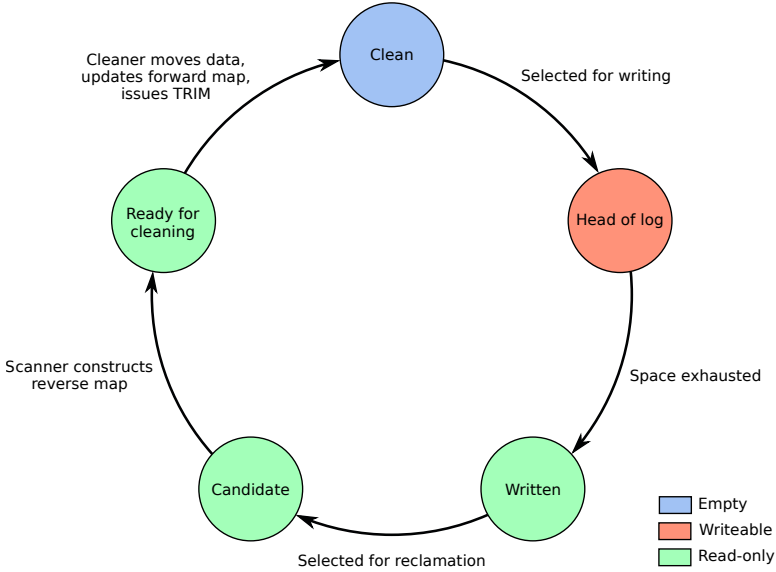 Clean
Selected for writing
Head of log
Space exhausted
Written
Selected for reclamation
Candidate
Scanner constructs
reverse map
Ready for
cleaning
Cleaner moves data,
updates forward map,
issues TRIM
Empty
Writeable
Read-only